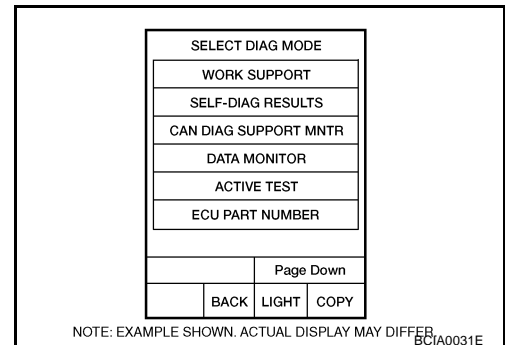 SELECT DIAG MODE
WORK SUPPORT
SELF-DIAG RESULTS
CAN DIAG SUPPORT MNTR
DATA MONITOR
ACTIVE TEST
ECU PART NUMBER
Page Down
BACK LIGHT COPY
NOTE: EXAMPLE SHOWN. ACTUAL DISPLAY MAY DIFFER.
BCIA0031E